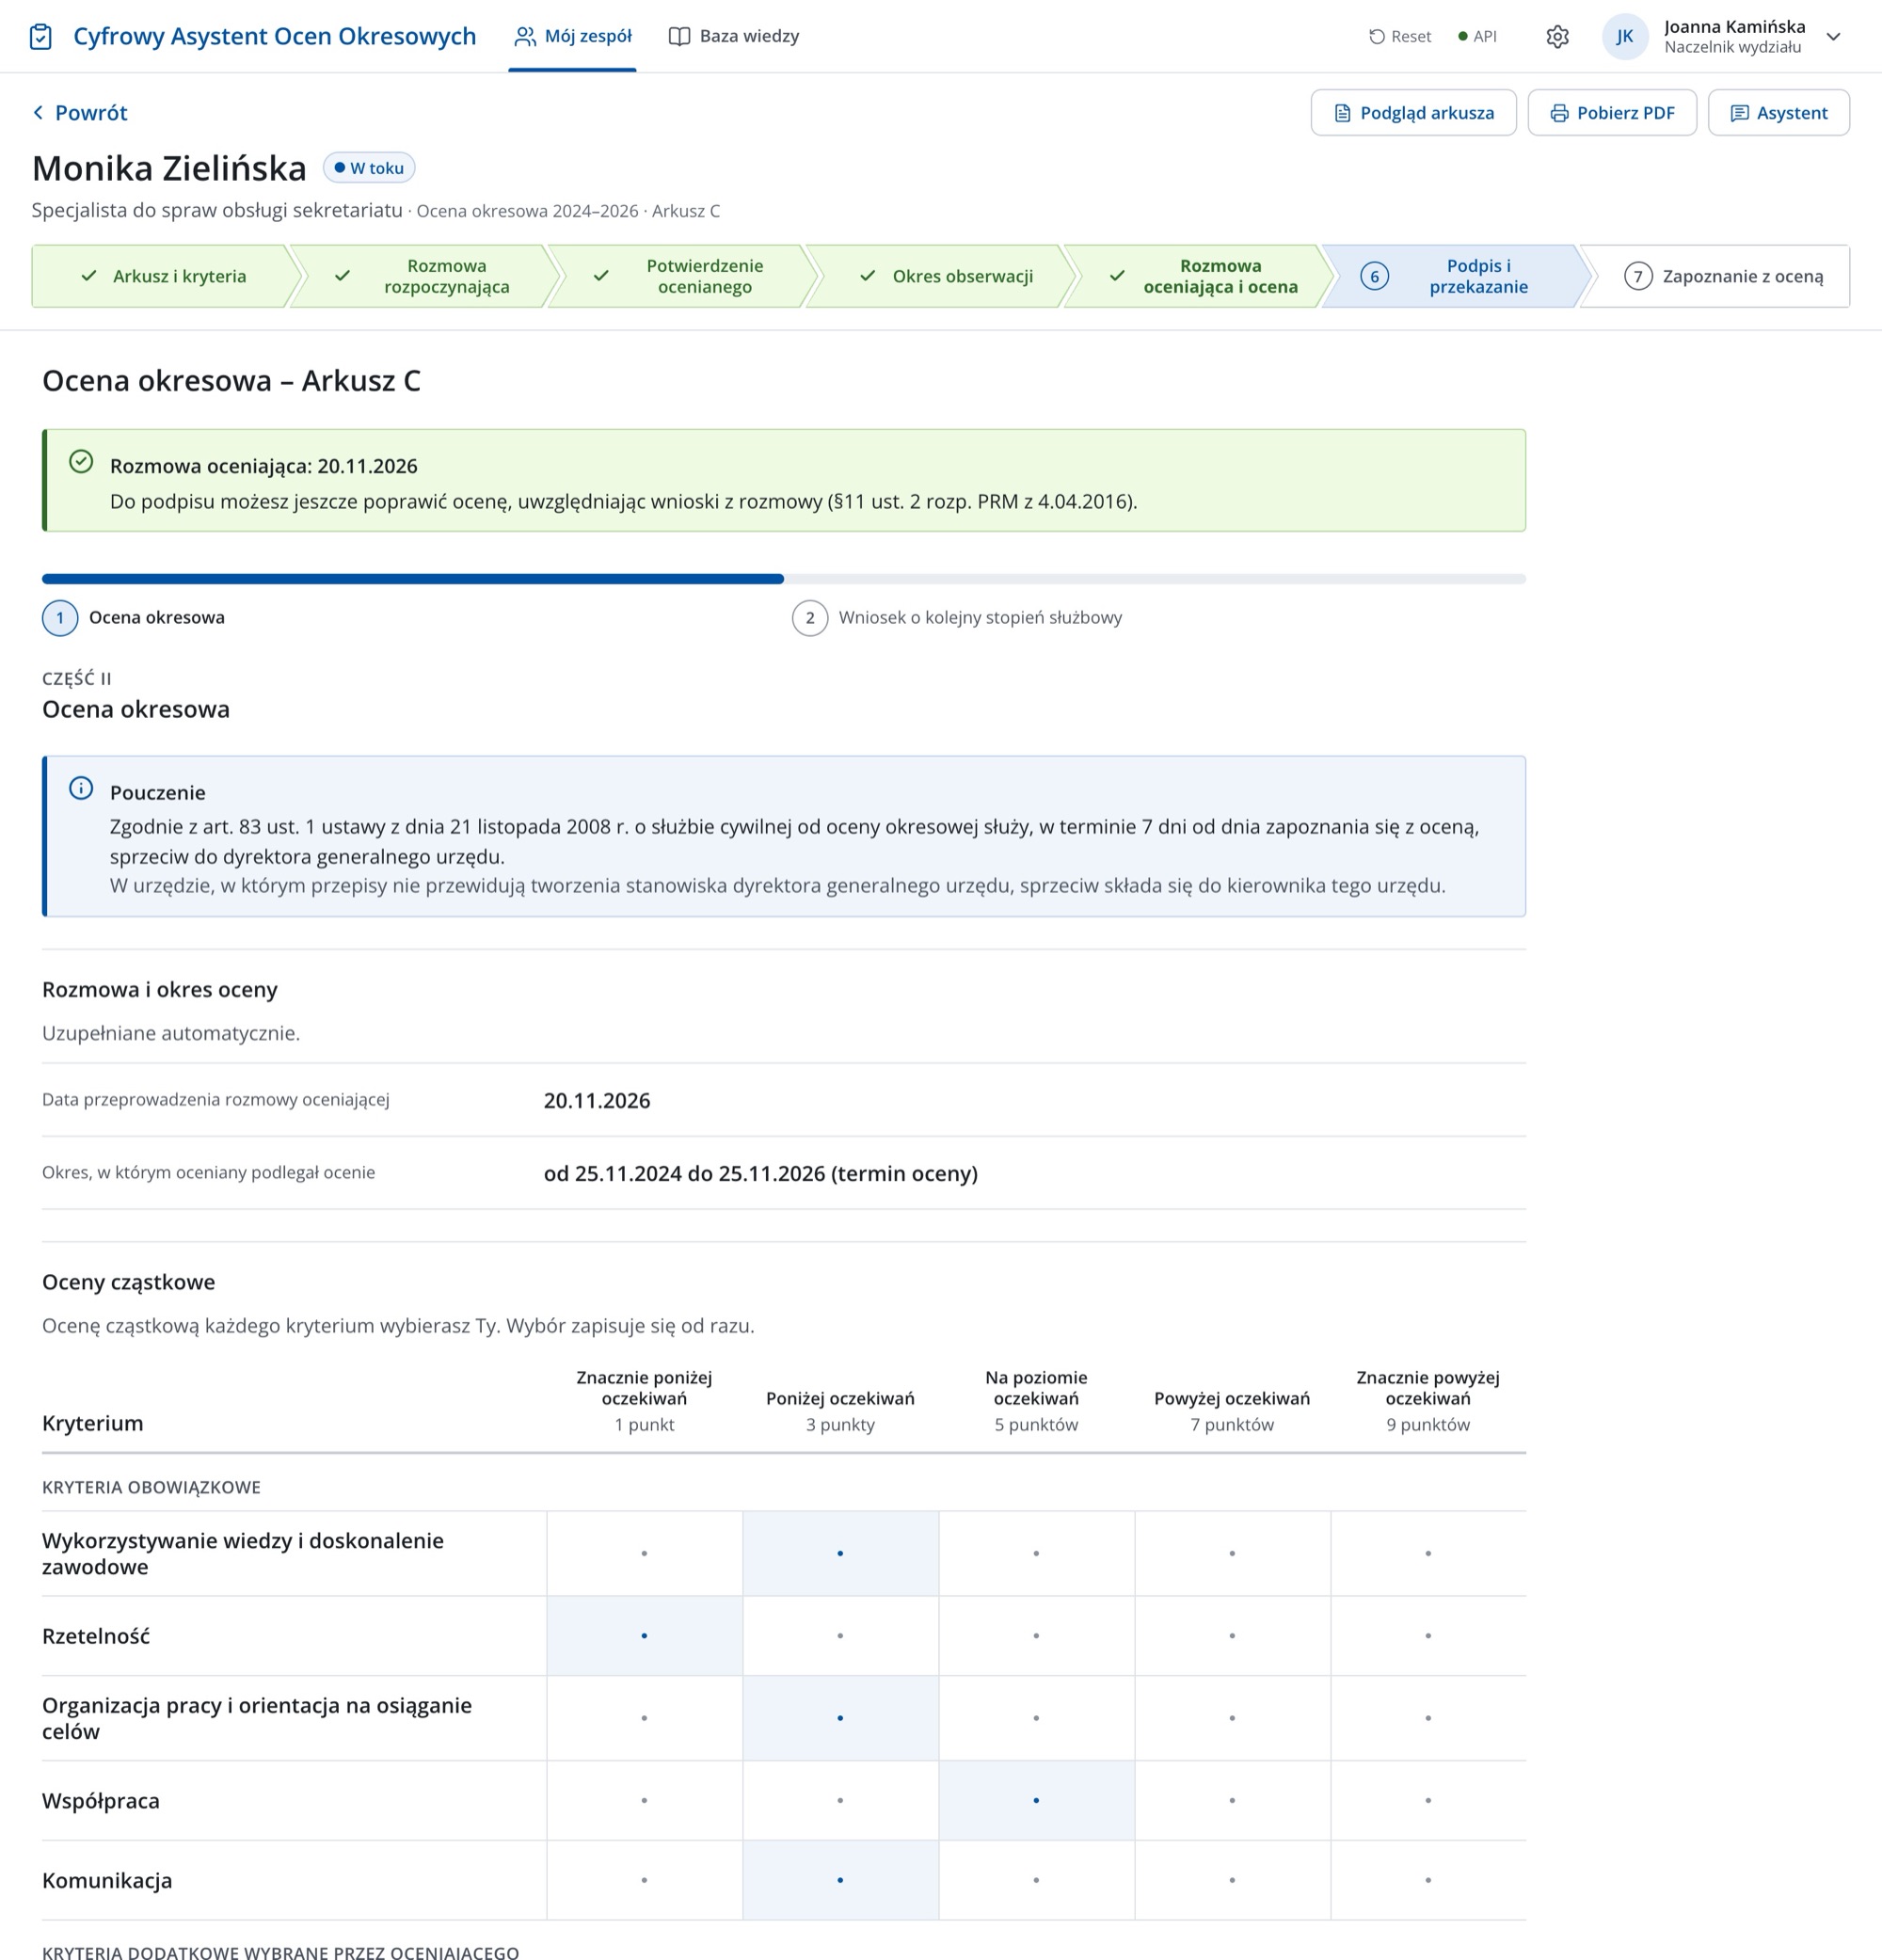 Cyfrowy Asystent Ocen Okresowych
Mój zespół
Baza wiedzy
Reset
API
JK
Joanna Kamińska
Naczelnik wydziału
Powrót
Podgląd arkusza
Pobierz PDF
Asystent
Monika Zielińska
W toku
Specjalista do spraw obsługi sekretariatu · Ocena okresowa 2024–2026 · Arkusz C
Arkusz i kryteria
Rozmowa
rozpoczynająca
Potwierdzenie
ocenianego
Okres obserwacji
Rozmowa
oceniająca i ocena
6
Podpis i
przekazanie
7
Zapoznanie z oceną
Ocena okresowa – Arkusz C
Rozmowa oceniająca: 20.11.2026
Do podpisu możesz jeszcze poprawić ocenę, uwzględniając wnioski z rozmowy (§11 ust. 2 rozp. PRM z 4.04.2016).
1 Ocena okresowa
2 Wniosek o kolejny stopień służbowy
CZĘŚĆ II
Ocena okresowa
Pouczenie
Zgodnie z art. 83 ust. 1 ustawy z dnia 21 listopada 2008 r. o służbie cywilnej od oceny okresowej służy, w terminie 7 dni od dnia zapoznania się z oceną,
sprzeciw do dyrektora generalnego urzędu.
W urzędzie, w którym przepisy nie przewidują tworzenia stanowiska dyrektora generalnego urzędu, sprzeciw składa się do kierownika tego urzędu.
Rozmowa i okres oceny
Uzupełniane automatycznie.
Data przeprowadzenia rozmowy oceniającej
20.11.2026
Okres, w którym oceniany podlegał ocenie
od 25.11.2024 do 25.11.2026 (termin oceny)
Oceny cząstkowe
Ocenę cząstkową każdego kryterium wybierasz Ty. Wybór zapisuje się od razu.
Kryterium
Znacznie poniżej
oczekiwań
1 punkt
Poniżej oczekiwań
3 punkty
Na poziomie
oczekiwań
5 punktów
Powyżej oczekiwań
7 punktów
Znacznie powyżej
oczekiwań
9 punktów
KRYTERIA OBOWIĄZKOWE
Wykorzystywanie wiedzy i doskonalenie
zawodowe
Rzetelność
Organizacja pracy i orientacja na osiąganie
celów
Współpraca
Komunikacja
KRYTERIA DODATKOWE WYBRANE PRZEZ OCENIAJĄCEGO